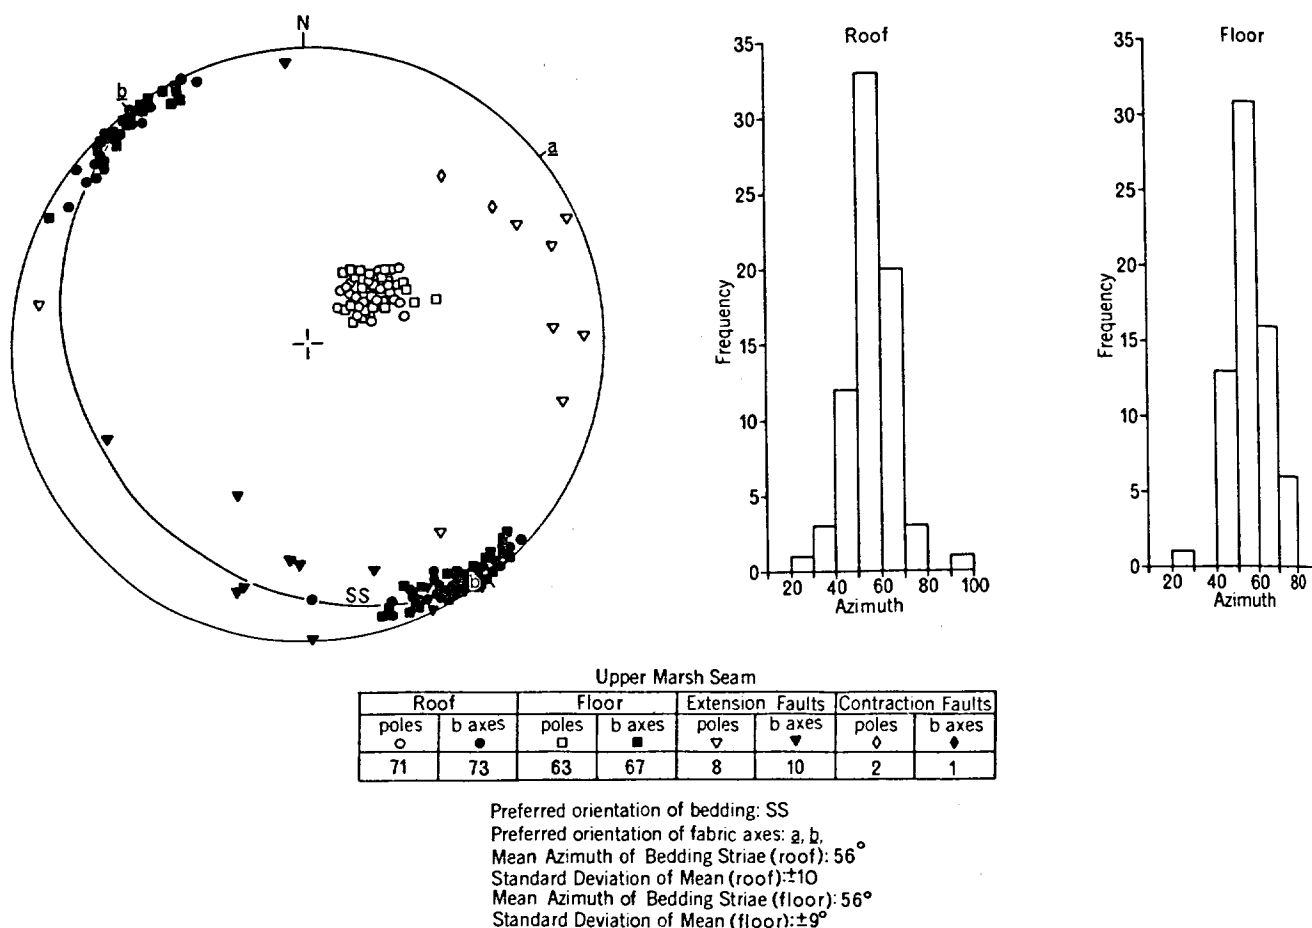 N
b
a
SS
b
Roof
35
30
25
20
15
10
5
0
Frequency
20 40 60 80 100
Azimuth
Floor
35
30
25
20
15
10
5
0
Frequency
20 40 60 80
Azimuth
Upper Marsh Seam
Roof Floor Extension Faults Contraction Faults
poles b axes poles b axes poles b axes poles b axes
71 73 63 67 8 10 2 1
Preferred orientation of bedding: SS
Preferred orientation of fabric axes: a, b,
Mean Azimuth of Bedding Striae (roof): 56°
Standard Deviation of Mean (roof):±10
Mean Azimuth of Bedding Striae (floor): 56°
Standard Deviation of Mean (floor):±9°